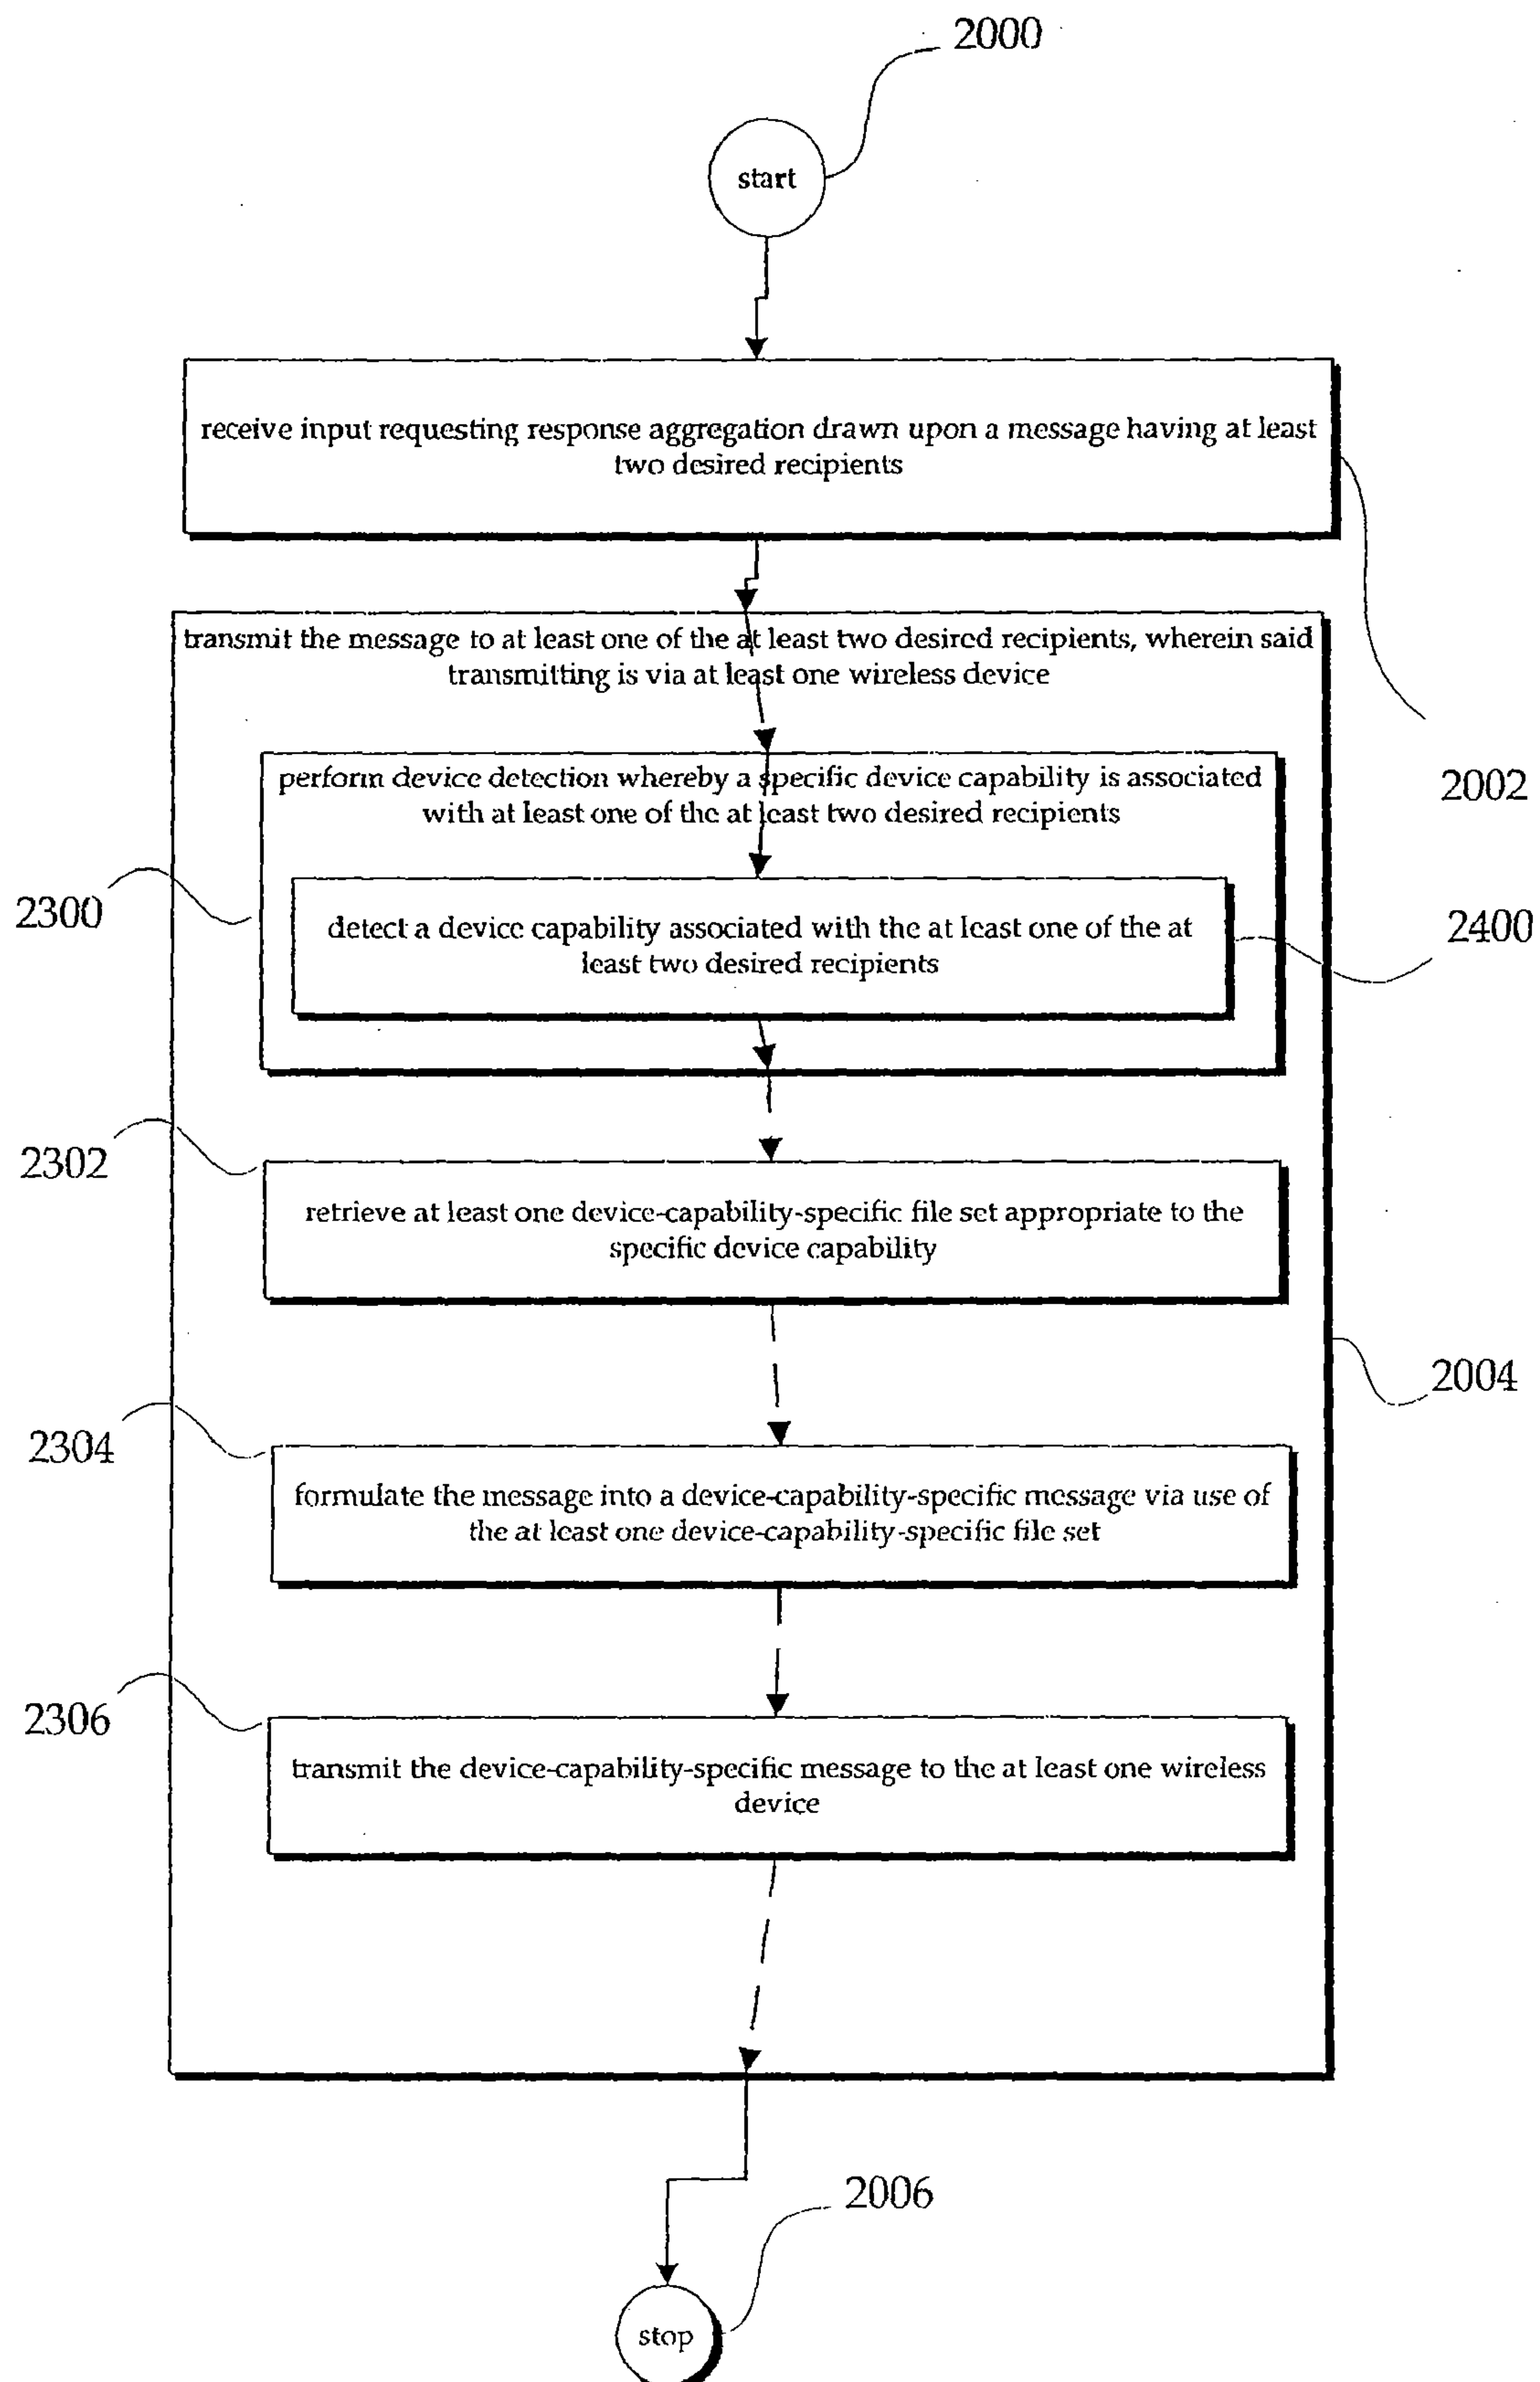 2000
start
receive input requesting response aggregation drawn upon a message having at least
two desired recipients
2002
transmit the message to at least one of the at least two desired recipients, wherein said
transmitting is via at least one wireless device
perform device detection whereby a specific device capability is associated
with at least one of the at least two desired recipients
2300
detect a device capability associated with the at least one of the at
least two desired recipients
2400
2302
retrieve at least one device-capability-specific file set appropriate to the
specific device capability
2004
2304
formulate the message into a device-capability-specific message via use of
the at least one device-capability-specific file set
2306
transmit the device-capability-specific message to the at least one wireless
device
2006
stop